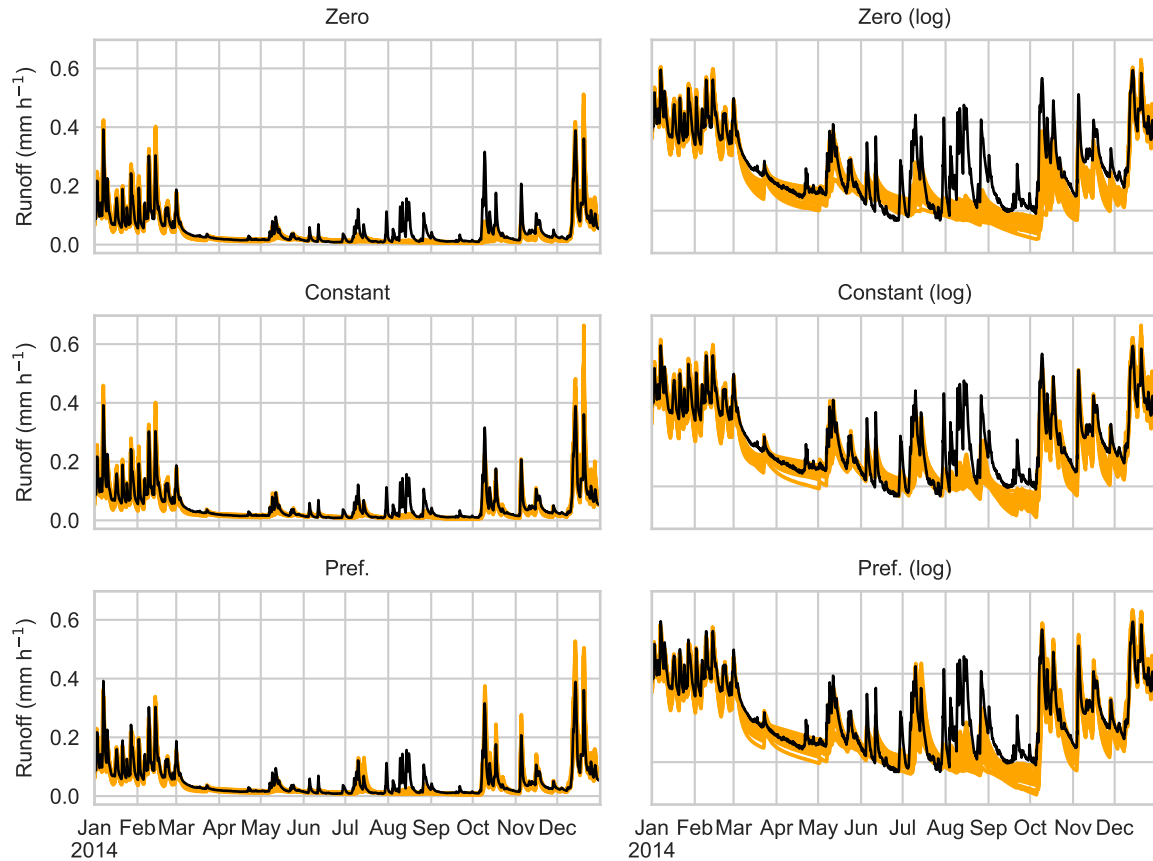 Zero
Zero (log)
Runoff (mm h⁻¹)
0.6
0.4
0.2
0.0
Constant
Constant (log)
Runoff (mm h⁻¹)
0.6
0.4
0.2
0.0
Pref.
Pref. (log)
Runoff (mm h⁻¹)
0.6
0.4
0.2
0.0
Jan Feb Mar Apr May Jun Jul Aug Sep Oct Nov Dec
2014
Jan Feb Mar Apr May Jun Jul Aug Sep Oct Nov Dec
2014